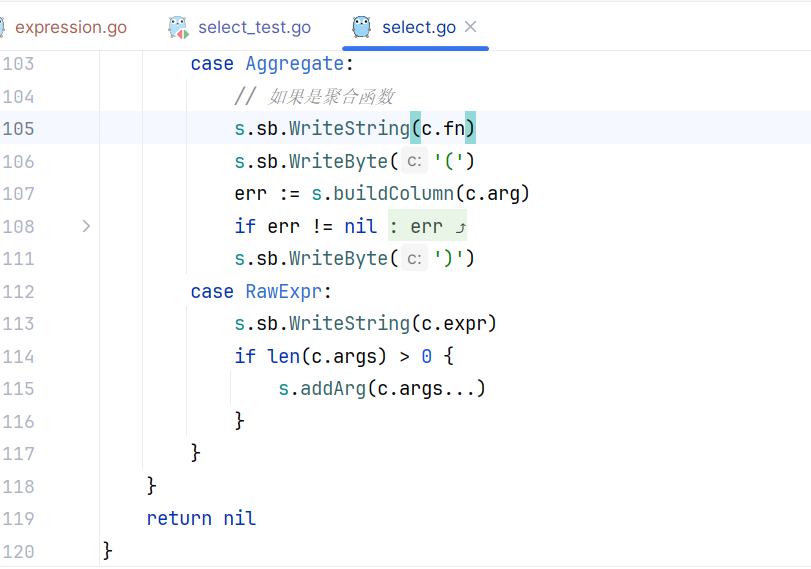 expression.go select_test.go select.go
103 case Aggregate:
104 // 如果是聚合函数
105 s.sb.WriteString(c.fn)
106 s.sb.WriteByte( c: '(')
107 err := s.buildColumn(c.arg)
108 if err != nil : err
111 s.sb.WriteByte( c: ')')
112 case RawExpr:
113 s.sb.WriteString(c.expr)
114 if len(c.args) > 0 {
115 s.addArg(c.args...)
116 }
117 }
118 }
119 return nil
120 }